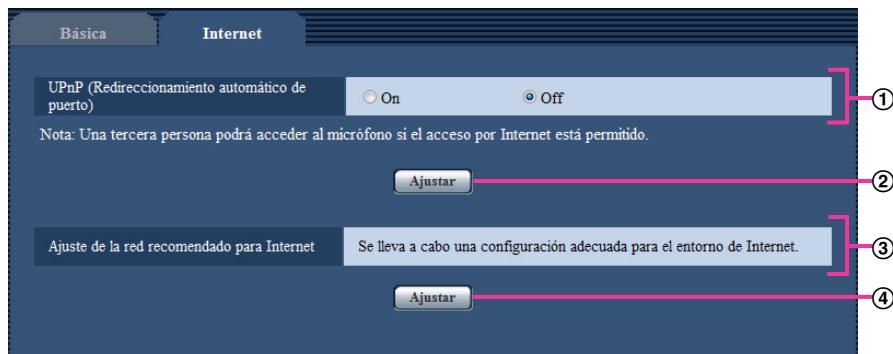 Básica
Internet
UPnP (Redireccionamiento automático de
puerto)
On
Off
①
Nota: Una tercera persona podrá acceder al micrófono si el acceso por Internet está permitido.
Ajustar
②
Ajuste de la red recomendado para Internet
Se lleva a cabo una configuración adecuada para el entorno de Internet.
③
Ajustar
④